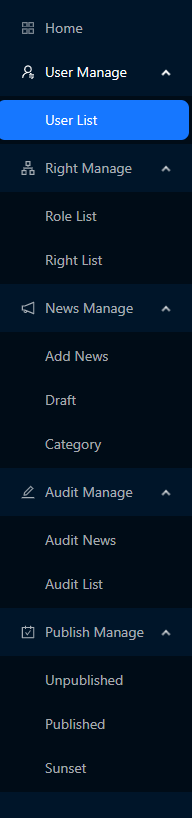 Home
User Manage
User List
Right Manage
Role List
Right List
News Manage
Add News
Draft
Category
Audit Manage
Audit News
Audit List
Publish Manage
Unpublished
Published
Sunset